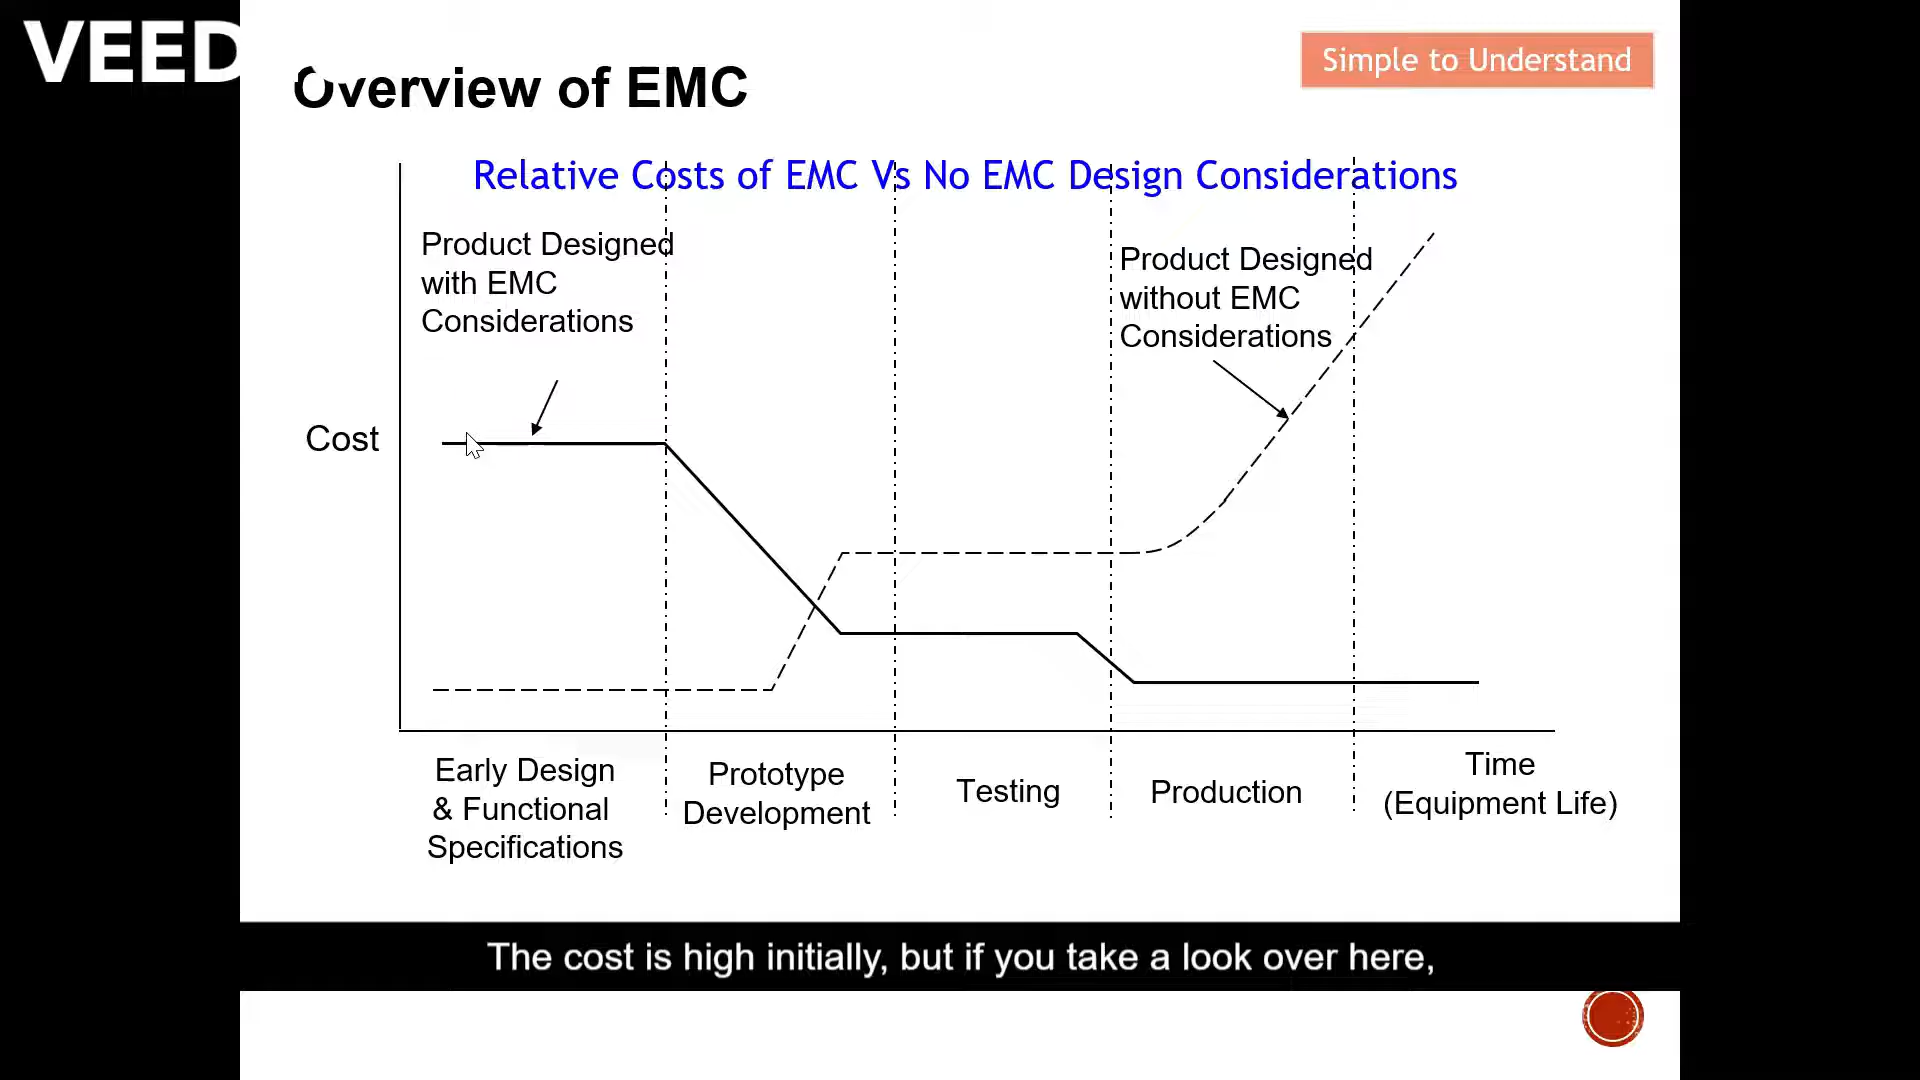 VEED
Overview of EMC
Simple to Understand
Relative Costs of EMC Vs No EMC Design Considerations
Product Designed
with EMC
Considerations
Product Designed
without EMC
Considerations
Cost
Early Design
& Functional
Specifications
Prototype
Development
Testing
Production
Time
(Equipment Life)
The cost is high initially, but if you take a look over here,